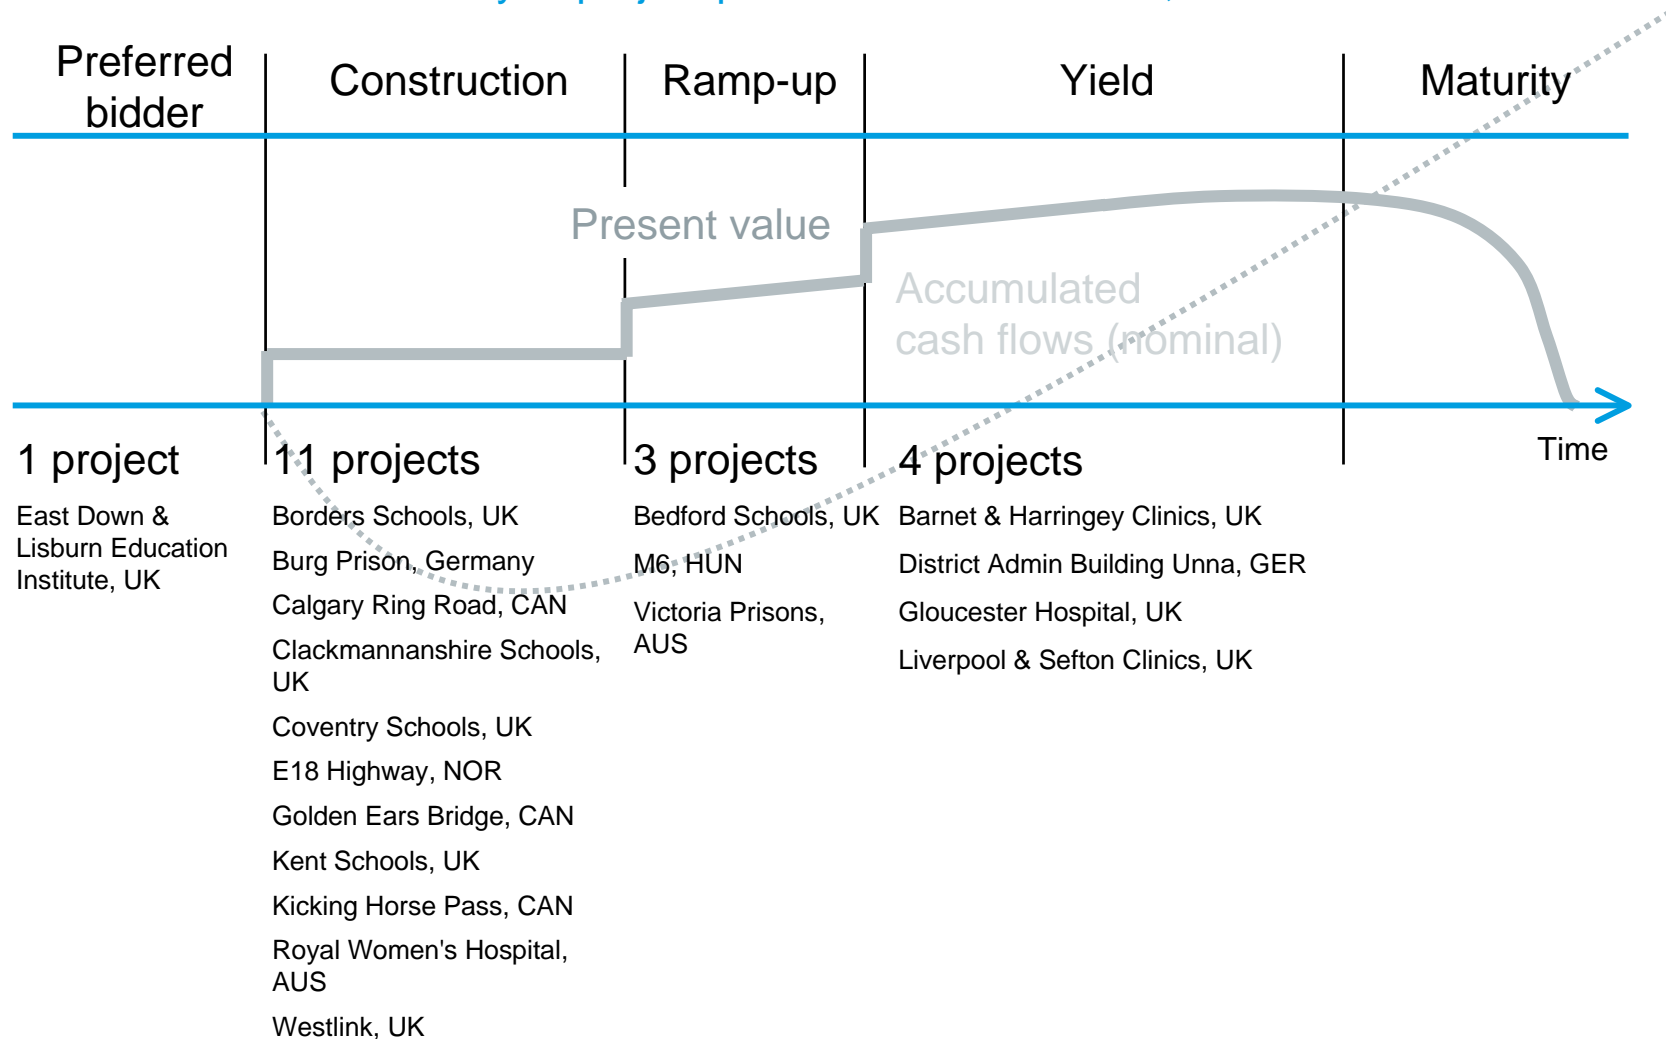 Preferred
bidder
Construction
Ramp-up
Yield
Maturity
Present value
Accumulated
cash flows (nominal)
Time
1 project
East Down &
Lisburn Education
Institute, UK
11 projects
Borders Schools, UK
Burg Prison, Germany
Calgary Ring Road, CAN
Clackmannanshire Schools,
UK
Coventry Schools, UK
E18 Highway, NOR
Golden Ears Bridge, CAN
Kent Schools, UK
Kicking Horse Pass, CAN
Royal Women's Hospital,
AUS
Westlink, UK
3 projects
Bedford Schools, UK
M6, HUN
Victoria Prisons,
AUS
4 projects
Barnet & Harringey Clinics, UK
District Admin Building Unna, GER
Gloucester Hospital, UK
Liverpool & Sefton Clinics, UK